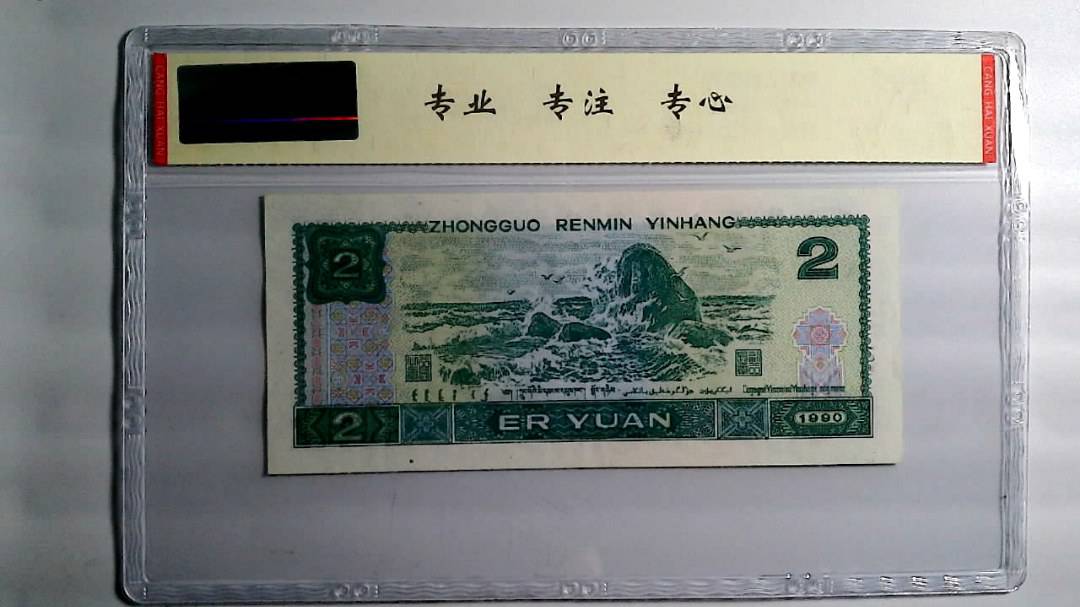 CANG HAI XUAN
专业 专注 专心
CANG HAI XUAN
ZHONGGUO RENMIN YINHANG
2
2
2
ER YUAN
1990